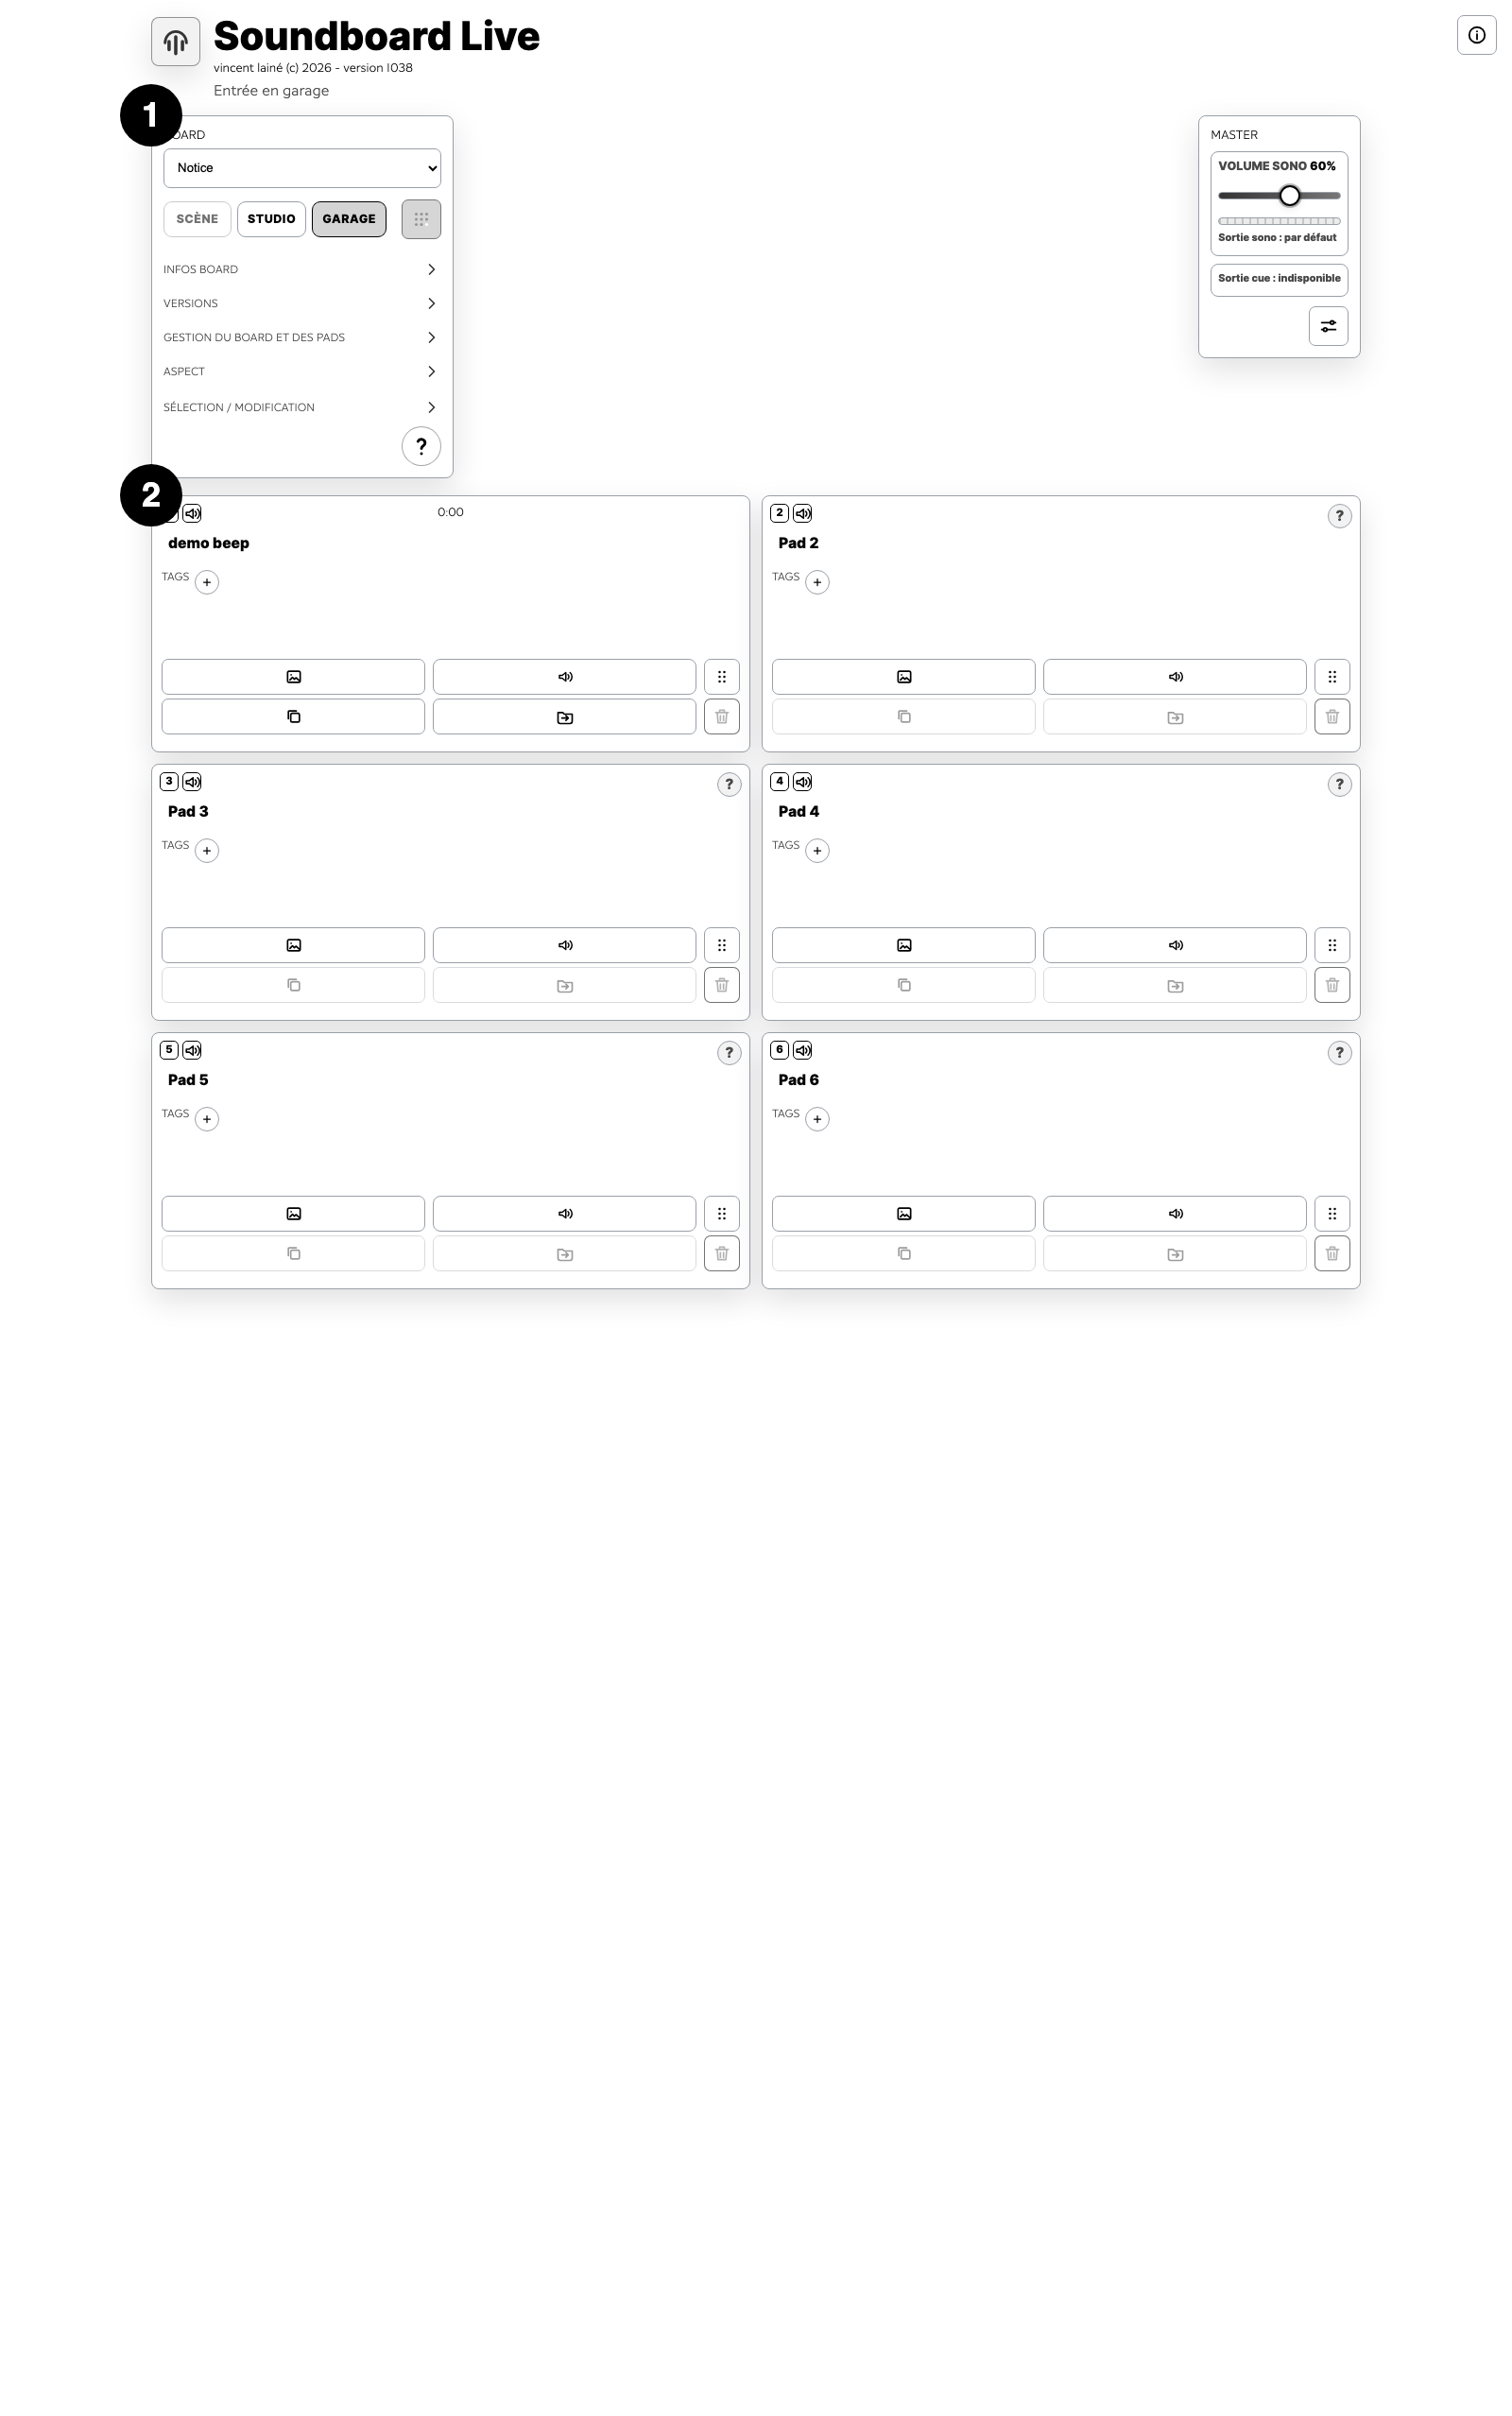 Soundboard Live
vincent lainé (c) 2026 - version I038
Entrée en garage
1
OARD
Notice
SCÈNE STUDIO GARAGE
INFOS BOARD
VERSIONS
GESTION DU BOARD ET DES PADS
ASPECT
SÉLECTION / MODIFICATION
?
MASTER
VOLUME SONO 60%
Sortie sono : par défaut
Sortie cue : indisponible
2
0:00
demo beep
TAGS +
2 ?
Pad 2
TAGS +
3 ?
Pad 3
TAGS +
4 ?
Pad 4
TAGS +
5 ?
Pad 5
TAGS +
6 ?
Pad 6
TAGS +